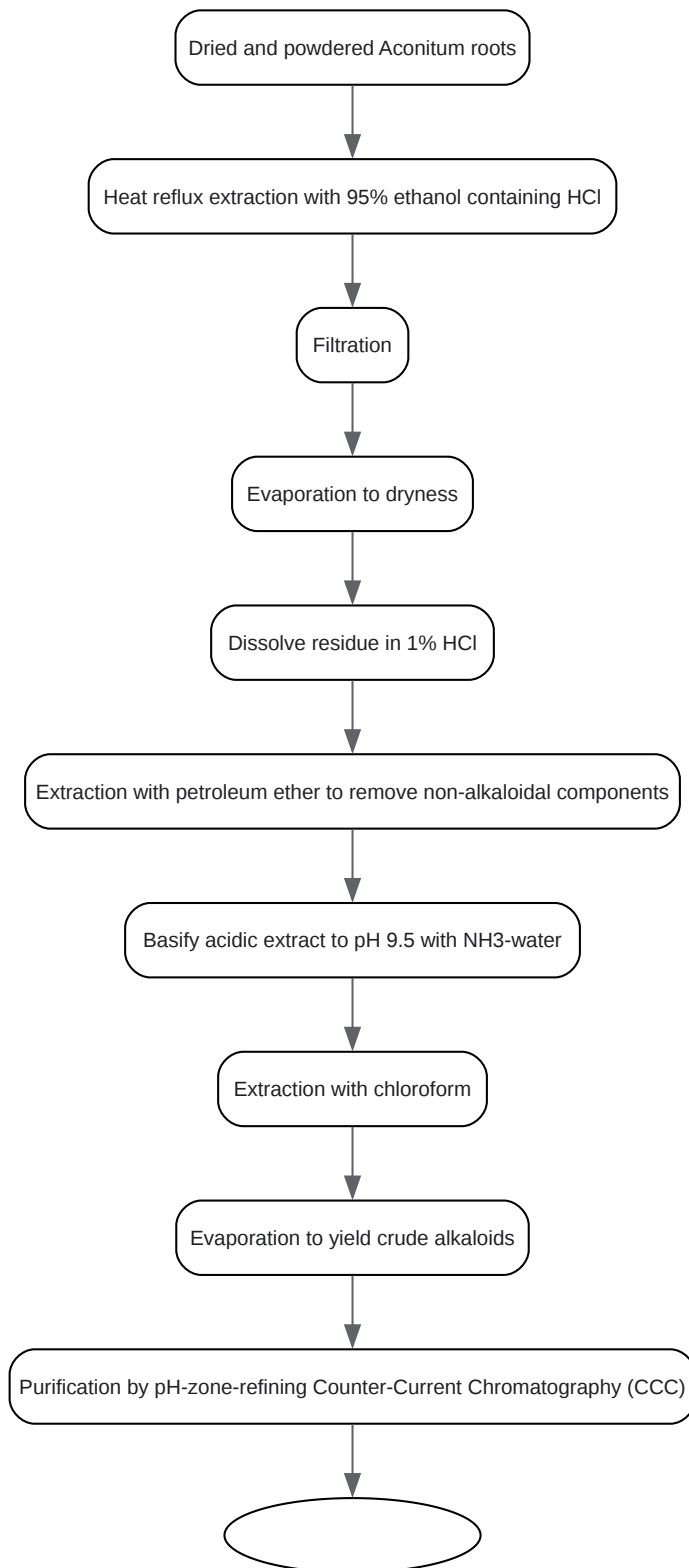 Dried and powdered Aconitum roots
Heat reflux extraction with 95% ethanol containing HCl
Filtration
Evaporation to dryness
Dissolve residue in 1% HCl
Extraction with petroleum ether to remove non-alkaloidal components
Basify acidic extract to pH 9.5 with NH3-water
Extraction with chloroform
Evaporation to yield crude alkaloids
Purification by pH-zone-refining Counter-Current Chromatography (CCC)